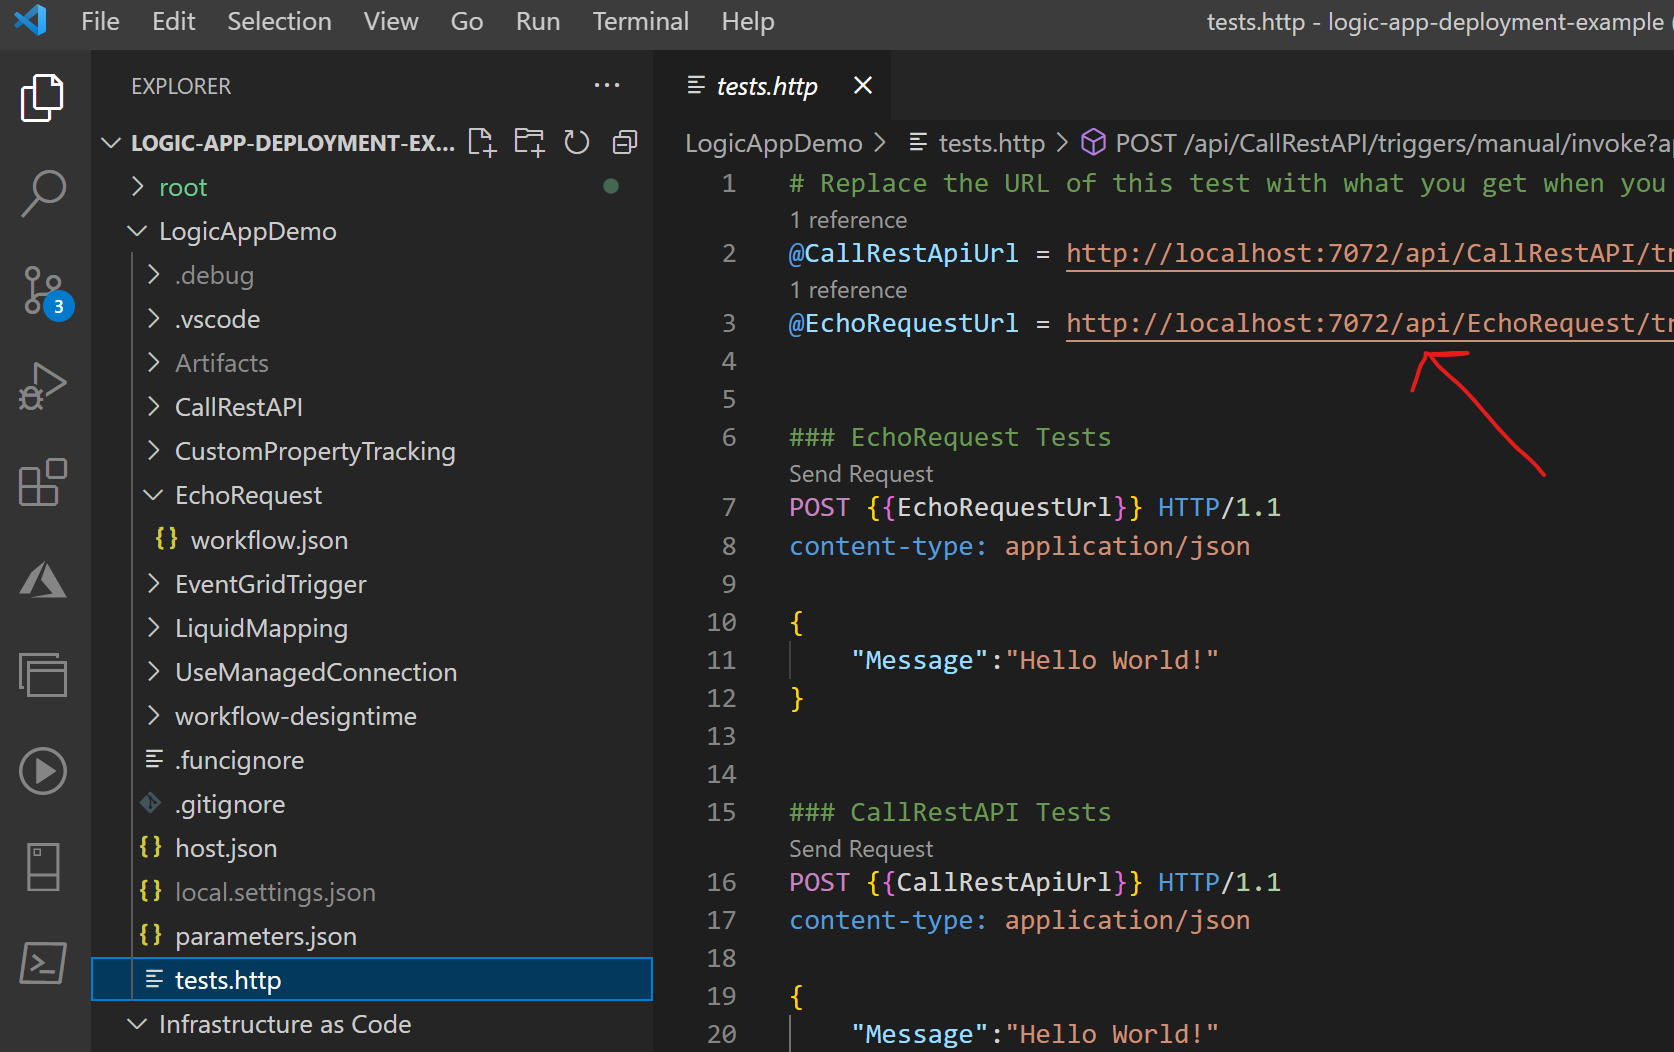 File Edit Selection View Go Run Terminal Help
tests.http - logic-app-deployment-example
EXPLORER
LOGIC-APP-DEPLOYMENT-EX...
root
LogicAppDemo
.debug
.vscode
Artifacts
CallRestAPI
CustomPropertyTracking
EchoRequest
{} workflow.json
EventGridTrigger
LiquidMapping
UseManagedConnection
workflow-designtime
.funcignore
.gitignore
{} host.json
{} local.settings.json
{} parameters.json
tests.http
Infrastructure as Code
3
tests.http
LogicAppDemo > tests.http > POST /api/CallRestAPI/triggers/manual/invoke?ap
1 # Replace the URL of this test with what you get when you
1 reference
2 @CallRestApiUrl = http://localhost:7072/api/CallRestAPI/tr
1 reference
3 @EchoRequestUrl = http://localhost:7072/api/EchoRequest/tr
4
5
6 ### EchoRequest Tests
Send Request
7 POST {{EchoRequestUrl}} HTTP/1.1
8 content-type: application/json
9
10 {
11 "Message":"Hello World!"
12 }
13
14
15 ### CallRestAPI Tests
Send Request
16 POST {{CallRestApiUrl}} HTTP/1.1
17 content-type: application/json
18
19 {
20 "Message":"Hello World!"